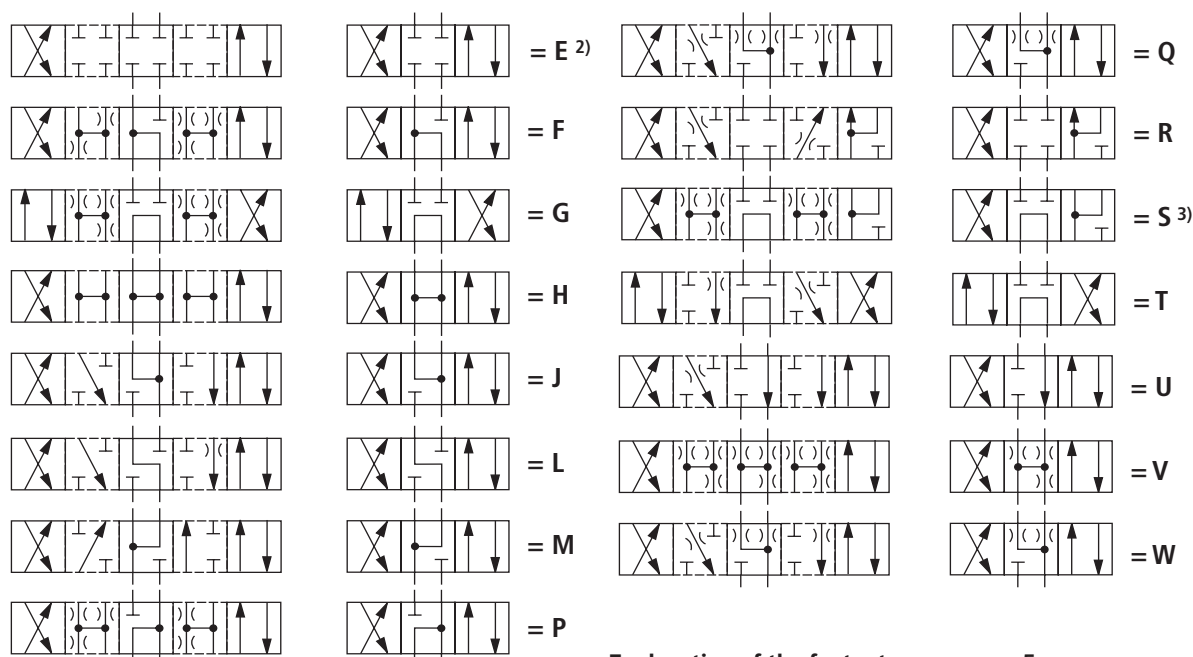 = E 2)
= F
= G
= H
= J
= L
= M
= P
= Q
= R
= S 3)
= T
= U
= V
= W